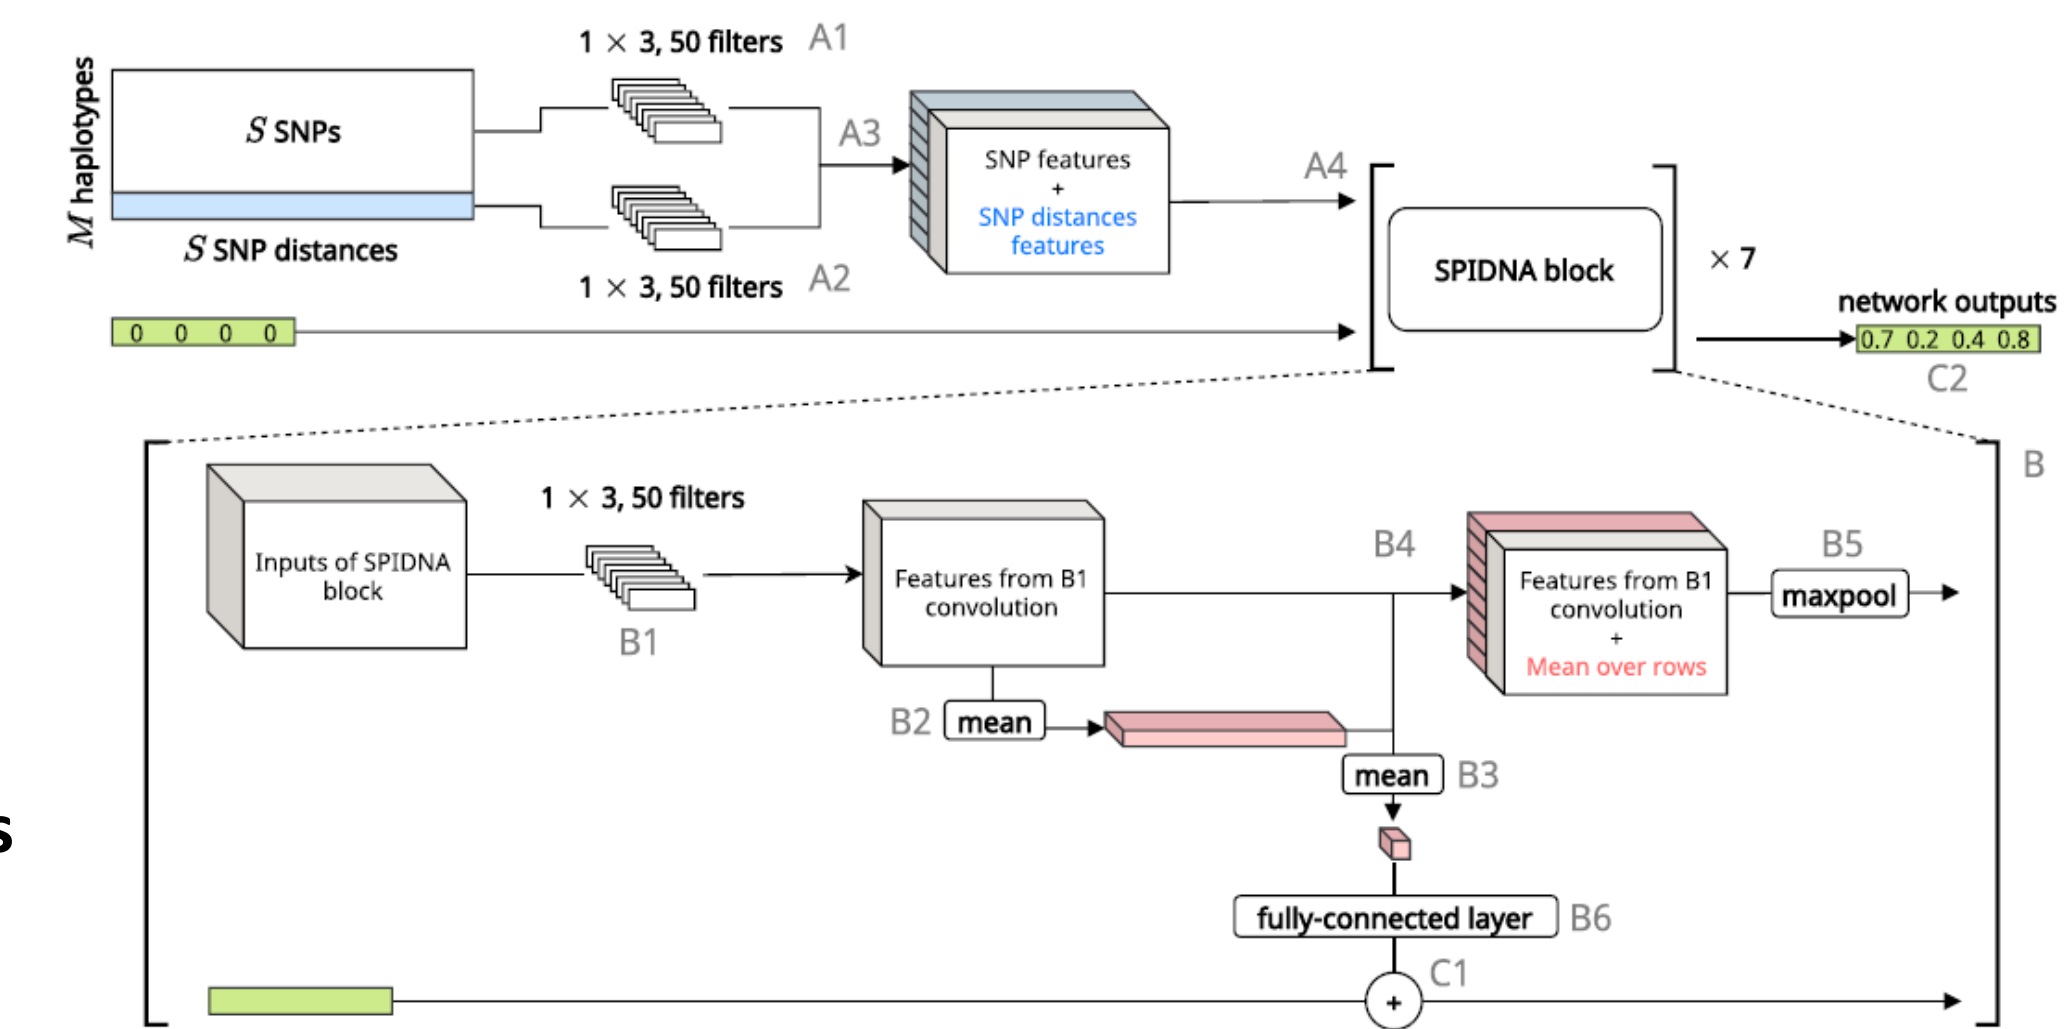 1 × 3, 50 filters A1
M haplotypes
S SNPs
A3
SNP features
+
SNP distances
features
A4
S SNP distances
1 × 3, 50 filters A2
SPIDNA block
× 7
0 0 0 0
network outputs
0.7 0.2 0.4 0.8
C2
B
Inputs of SPIDNA
block
1 × 3, 50 filters
B1
Features from B1
convolution
B4
Features from B1
convolution
+
Mean over rows
B5
maxpool
B2 mean
mean B3
s
fully-connected layer B6
C1
+